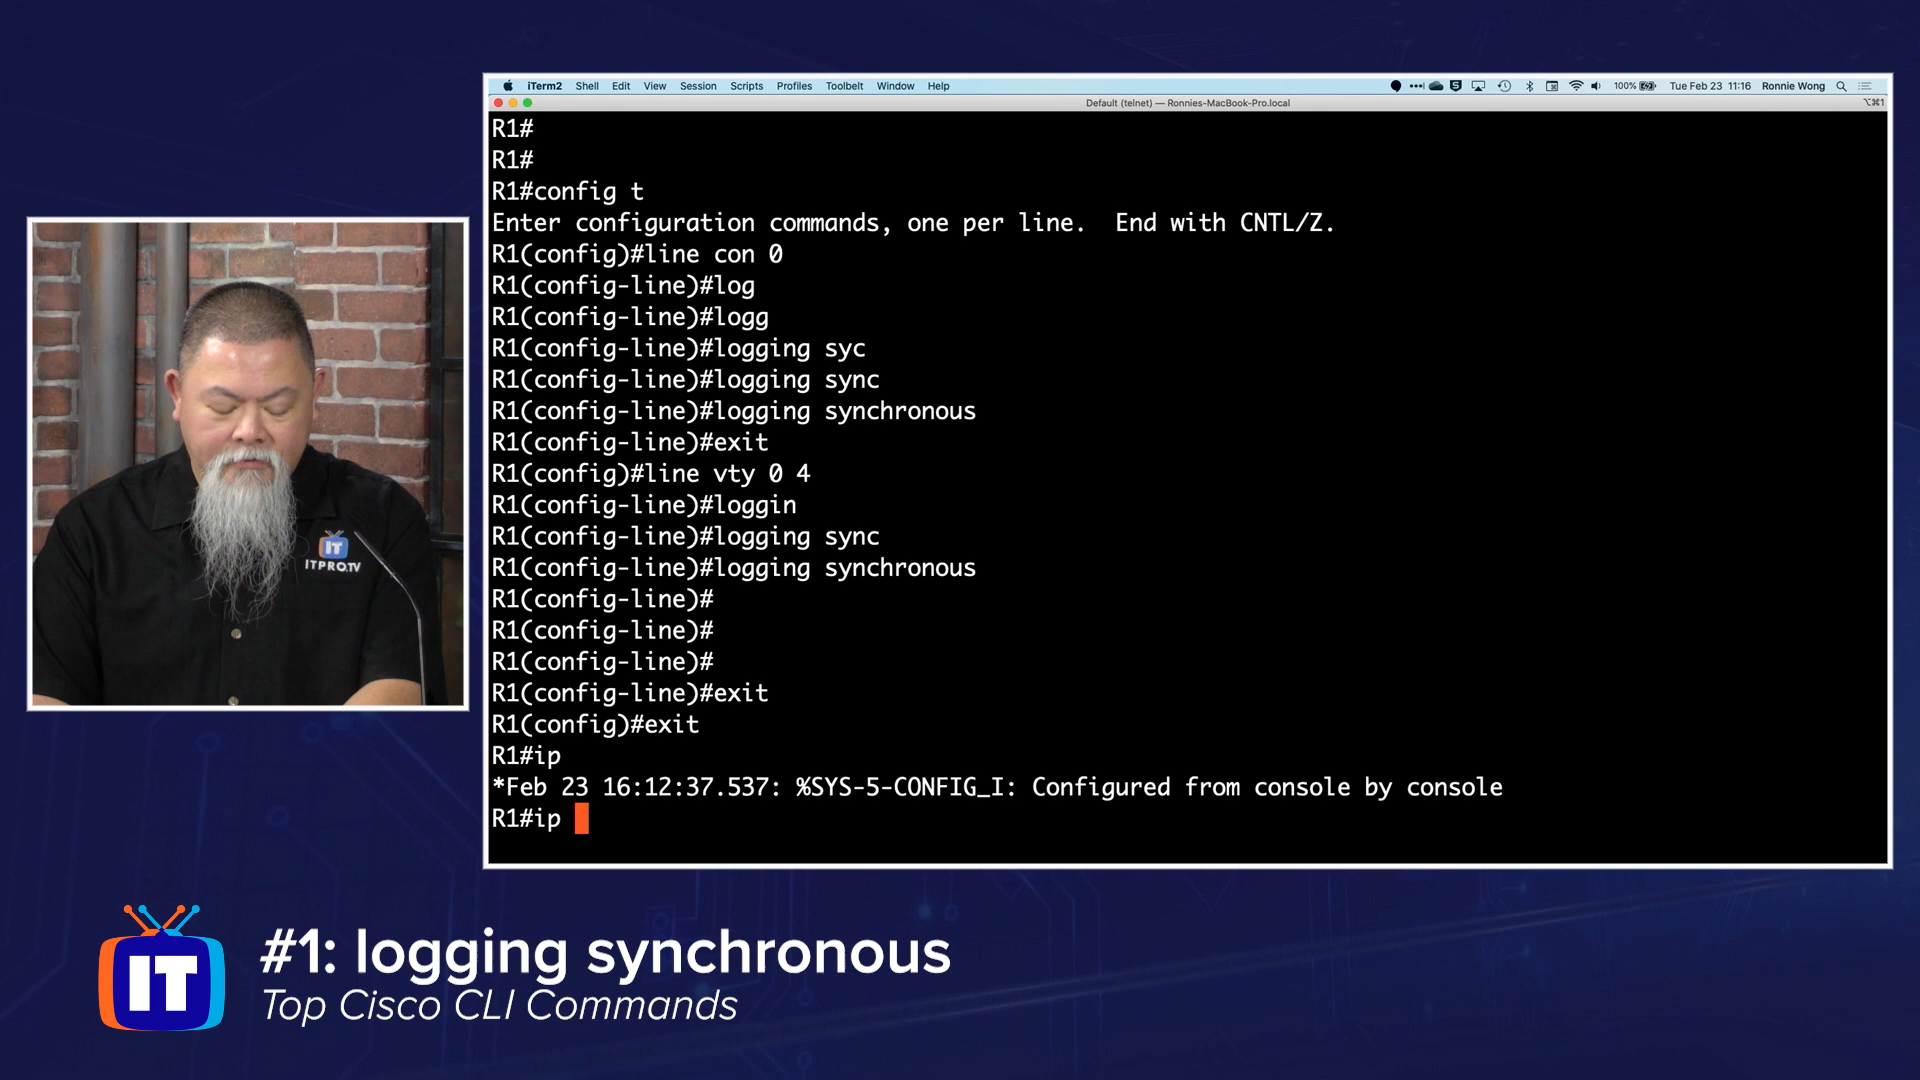 iTerm2 Shell Edit View Session Scripts Profiles Toolbelt Window Help 100% Tue Feb 23 11:16 Ronnie Wong
Default (telnet) — Ronnies-MacBook-Pro.local ⌥⌘1
R1#
R1#
R1#config t
Enter configuration commands, one per line.  End with CNTL/Z.
R1(config)#line con 0
R1(config-line)#log
R1(config-line)#logg
R1(config-line)#logging syc
R1(config-line)#logging sync
R1(config-line)#logging synchronous
R1(config-line)#exit
R1(config)#line vty 0 4
R1(config-line)#loggin
R1(config-line)#logging sync
R1(config-line)#logging synchronous
R1(config-line)#
R1(config-line)#
R1(config-line)#
R1(config-line)#exit
R1(config)#exit
R1#ip
*Feb 23 16:12:37.537: %SYS-5-CONFIG_I: Configured from console by console
R1#ip
IT
ITPRO.TV
IT
#1: logging synchronous
Top Cisco CLI Commands